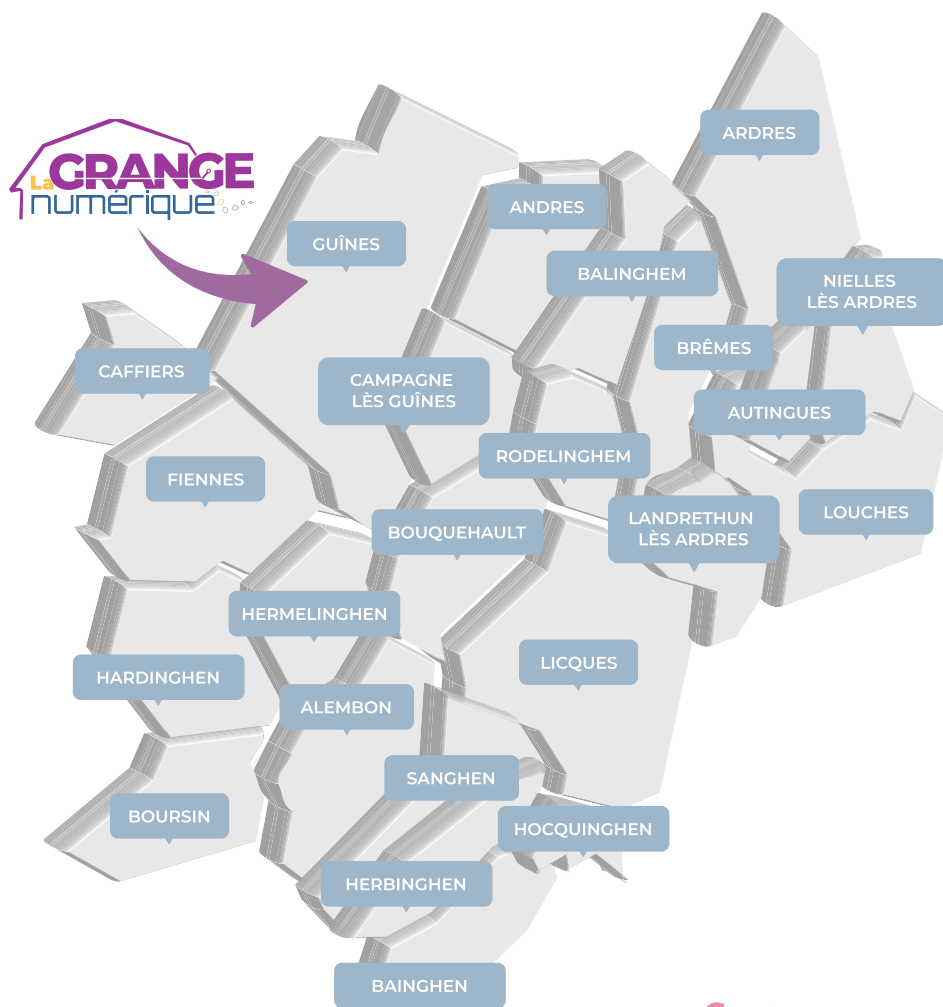 ARDRES
La GRANGE
numérique
ANDRES
GUÎNES
BALINGHEM
NIELLES
LÈS ARDRES
BRÊMES
CAFFIERS
CAMPAGNE
LÈS GUÎNES
AUTINGUES
RODELINGHEM
FIENNES
LOUCHES
LANDRETHUN
LÈS ARDRES
BOUQUEHAULT
HERMELINGHEN
LICQUES
HARDINGHEN
ALEMBON
SANGHEN
BOURSIN
HOCQUINGHEN
HERBINGHEN
BAINGHEN